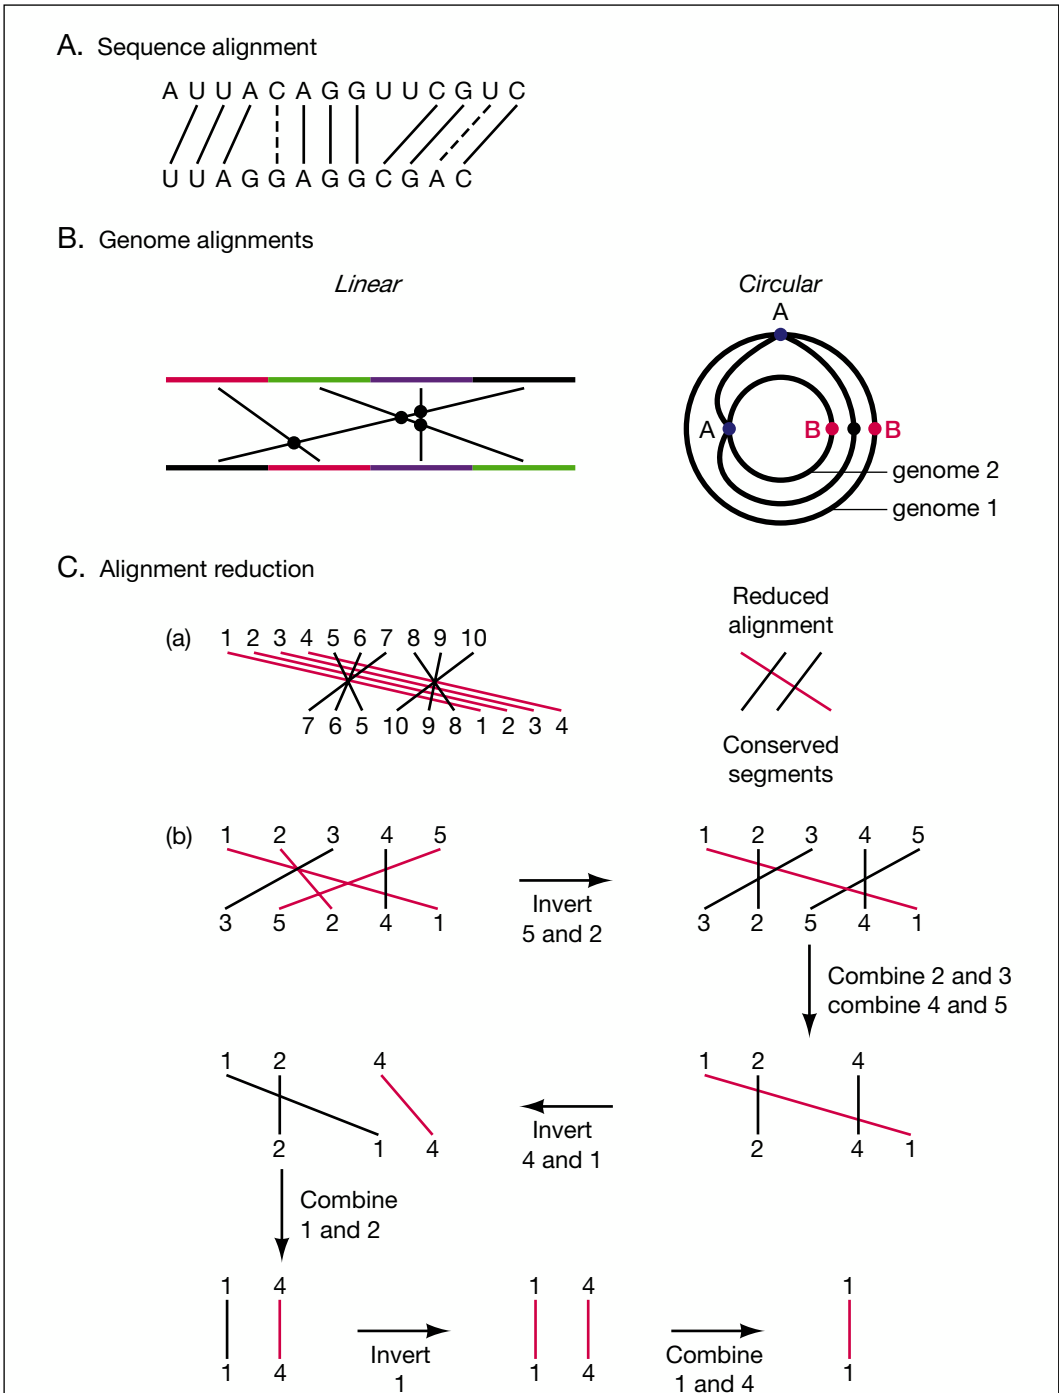 A. Sequence alignment
A U U A C A G G U U C G U C
U U A G G A G G C G A C
B. Genome alignments
Linear
Circular
A
A
B
B
genome 2
genome 1
C. Alignment reduction
Reduced
alignment
(a) 1 2 3 4 5 6 7 8 9 10
7 6 5 10 9 8 1 2 3 4
Conserved
segments
(b) 1 2 3 4 5
3 5 2 4 1
Invert
5 and 2
1 2 3 4 5
3 2 5 4 1
Combine 2 and 3
combine 4 and 5
1 2 4
2 4 1
Invert
4 and 1
1 2 4
2 1 4
Combine
1 and 2
1 4
1 4
Invert
1
1 4
1 4
Combine
1 and 4
1
1